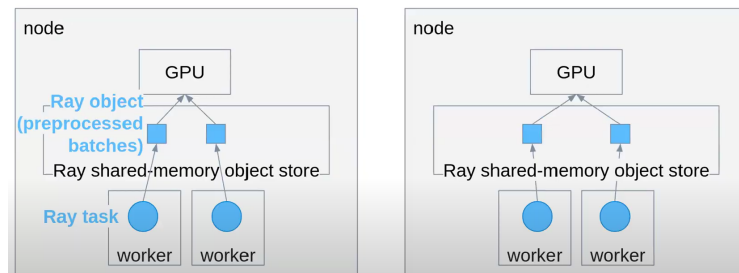 node
GPU
Ray object
(preprocessed
batches)
Ray shared-memory object store
Ray task
worker
worker
node
GPU
Ray shared-memory object store
worker
worker